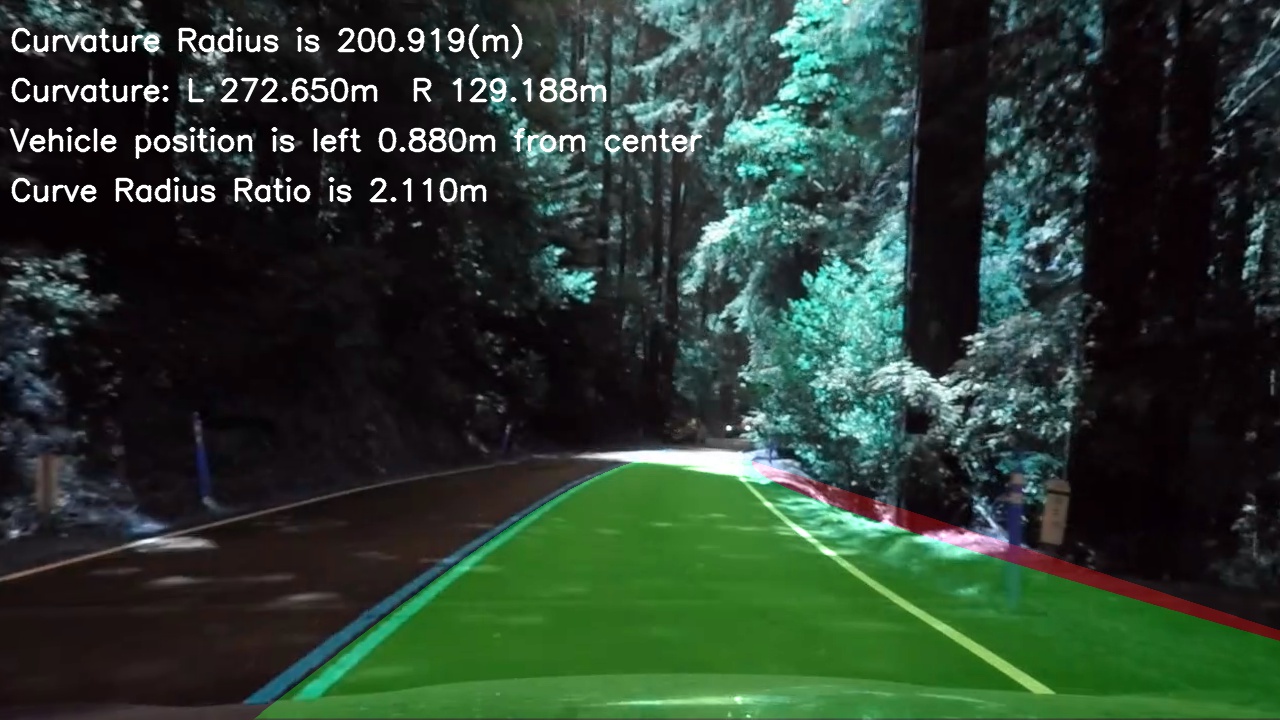 Curvature Radius is 200.919(m)
Curvature: L 272.650m R 129.188m
Vehicle position is left 0.880m from center
Curve Radius Ratio is 2.110m